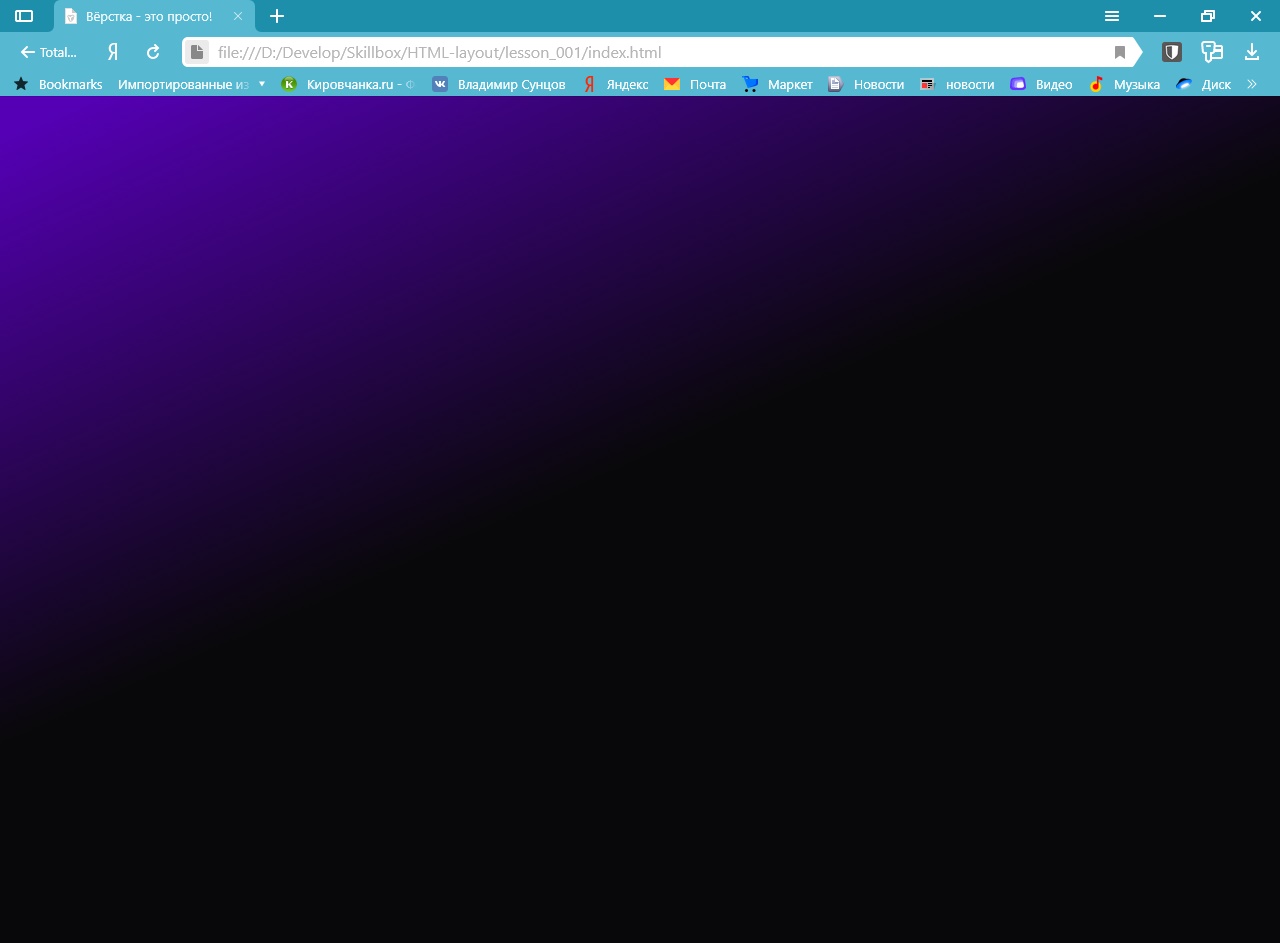 Вёрстка - это просто!
Total...
Я
file:///D:/Develop/Skillbox/HTML-layout/lesson_001/index.html
Bookmarks Импортированные из K Кировчанка.ru - Владимир Сунцов Я Яндекс Почта Маркет Новости новости Видео Музыка Диск